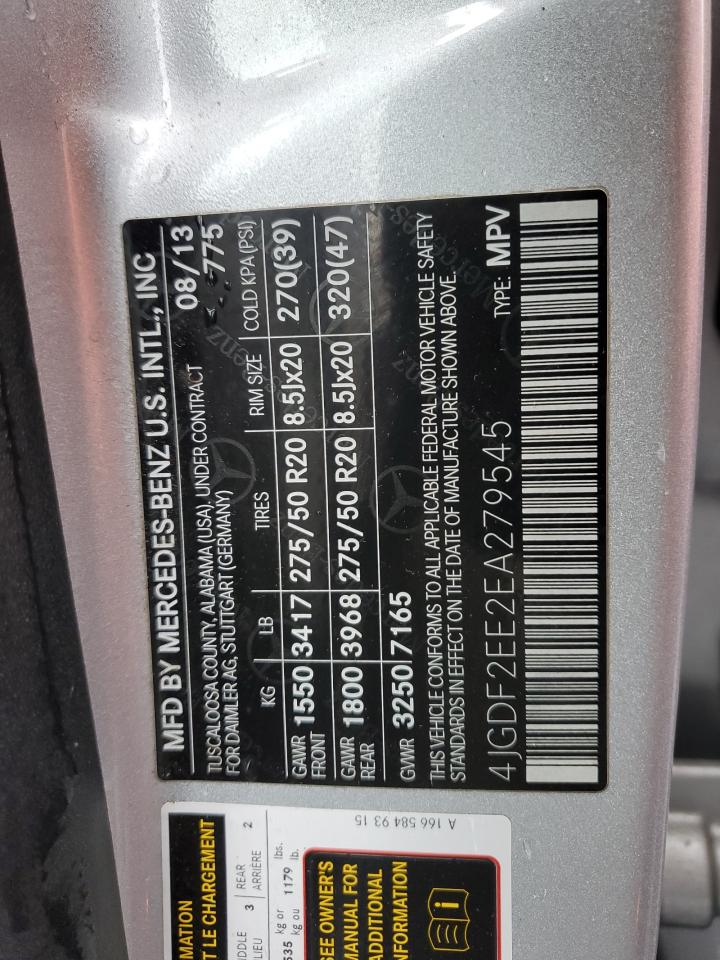 MFD BY MERCEDES-BENZ U.S. INTL., INC
TUSCALOOSA COUNTY, ALABAMA (USA), UNDER CONTRACT 08/13
FOR DAIMLER AG, STUTTGART (GERMANY) 775
KG LB TIRES RIM SIZE COLD KPA(PSI)
GAWR FRONT 1550 3417 275/50 R20 8.5Jx20 270(39)
GAWR REAR 1800 3968 275/50 R20 8.5Jx20 320(47)
GVWR 3250 7165
THIS VEHICLE CONFORMS TO ALL APPLICABLE FEDERAL MOTOR VEHICLE SAFETY
STANDARDS IN EFFECT ON THE DATE OF MANUFACTURE SHOWN ABOVE.
4JGDF2EE2EA279545 TYPE: MPV
MATION
T LE CHARGEMENT
IDDLE 3 REAR 2
LIEU ARRIÈRE
535 kg or 1179 lbs.
kg ou lb.
SEE OWNER'S
MANUAL FOR
ADDITIONAL
INFORMATION
A 166 584 93 15